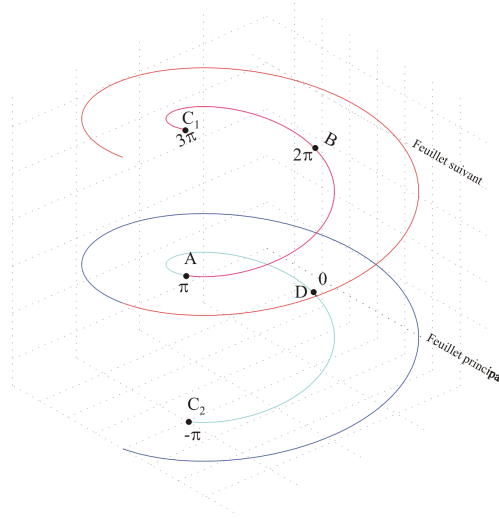 C1
3π
B
2π
Feuillet suivant
A
π
0
D
Feuillet principa
C2
-π